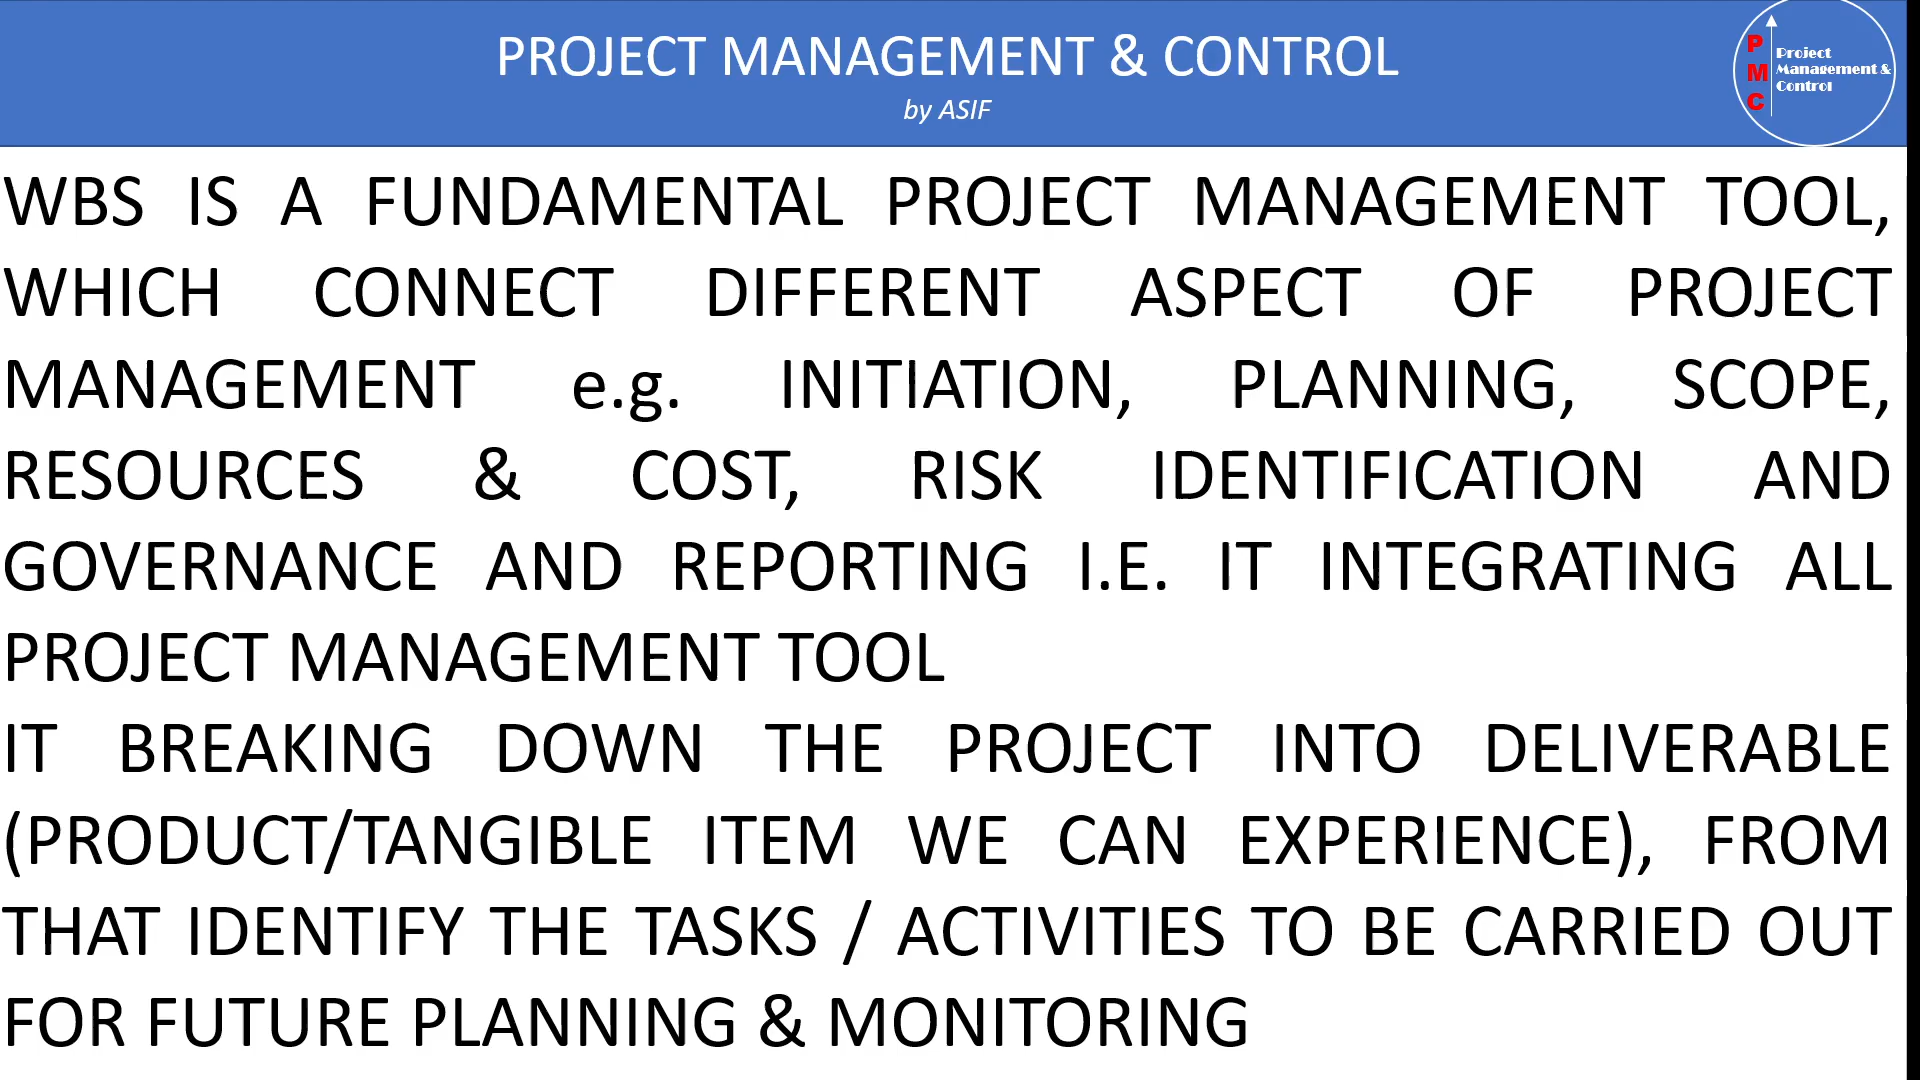 PROJECT MANAGEMENT & CONTROL
by ASIF
P
M
C
Project
Management &
Control
WBS IS A FUNDAMENTAL PROJECT MANAGEMENT TOOL,
WHICH CONNECT DIFFERENT ASPECT OF PROJECT
MANAGEMENT e.g. INITIATION, PLANNING, SCOPE,
RESOURCES & COST, RISK IDENTIFICATION AND
GOVERNANCE AND REPORTING I.E. IT INTEGRATING ALL
PROJECT MANAGEMENT TOOL
IT BREAKING DOWN THE PROJECT INTO DELIVERABLE
(PRODUCT/TANGIBLE ITEM WE CAN EXPERIENCE), FROM
THAT IDENTIFY THE TASKS / ACTIVITIES TO BE CARRIED OUT
FOR FUTURE PLANNING & MONITORING